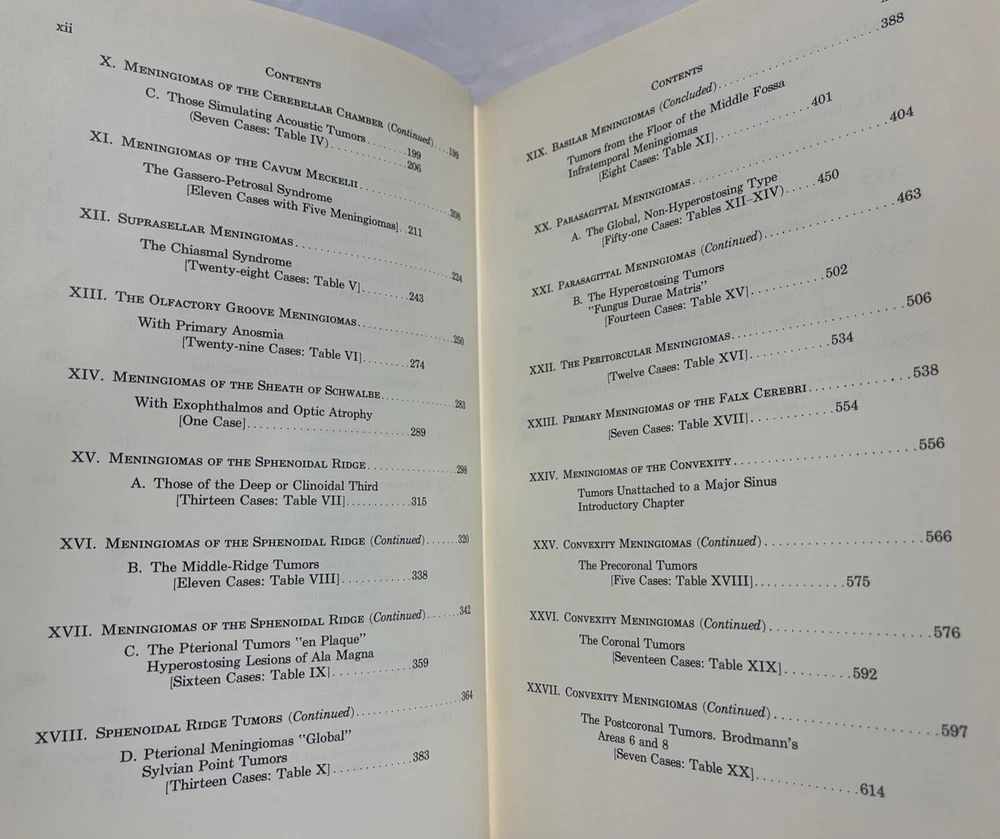 xii
CONTENTS
X. MENINGIOMAS OF THE CEREBELLAR CHAMBER (Continued)....199
C. Those Simulating Acoustic Tumors.......199
(Seven Cases: Table IV)............206
XI. MENINGIOMAS OF THE CAVUM MECKELII..............208
The Gassero-Petrosal Syndrome
[Eleven Cases with Five Meningiomas]..211
XII. SUPRASELLAR MENINGIOMAS......................224
The Chiasmal Syndrome
[Twenty-eight Cases: Table V]........243
XIII. THE OLFACTORY GROOVE MENINGIOMAS...............250
With Primary Anosmia
[Twenty-nine Cases: Table VI]........274
XIV. MENINGIOMAS OF THE SHEATH OF SCHWALBE............283
With Exophthalmos and Optic Atrophy
[One Case]......................289
XV. MENINGIOMAS OF THE SPHENOIDAL RIDGE..............298
A. Those of the Deep or Clinoidal Third
[Thirteen Cases: Table VII]...........315
XVI. MENINGIOMAS OF THE SPHENOIDAL RIDGE (Continued)......320
B. The Middle-Ridge Tumors
[Eleven Cases: Table VIII]............338
XVII. MENINGIOMAS OF THE SPHENOIDAL RIDGE (Continued)......342
C. The Pterional Tumors "en Plaque"
Hyperostosing Lesions of Ala Magna
[Sixteen Cases: Table IX].............359
XVIII. SPHENOIDAL RIDGE TUMORS (Continued)................364
D. Pterional Meningiomas "Global"
Sylvian Point Tumors
[Thirteen Cases: Table X].............383
CONTENTS
XIX. BASILAR MENINGIOMAS (Concluded)....................388
Tumors from the Floor of the Middle Fossa
Infratemporal Meningiomas
[Eight Cases: Table XI]..............401
XX. PARASAGITTAL MENINGIOMAS.......................404
A. The Global, Non-Hyperostosing Type
[Fifty-one Cases: Tables XII–XIV].....450
XXI. PARASAGITTAL MENINGIOMAS (Continued)................463
B. The Hyperostosing Tumors
"Fungus Durae Matris"
[Fourteen Cases: Table XV]...........502
XXII. THE PERITORCULAR MENINGIOMAS....................506
[Twelve Cases: Table XVI]............534
XXIII. PRIMARY MENINGIOMAS OF THE FALX CEREBRI............538
[Seven Cases: Table XVII]............554
XXIV. MENINGIOMAS OF THE CONVEXITY....................556
Tumors Unattached to a Major Sinus
Introductory Chapter
XXV. CONVEXITY MENINGIOMAS (Continued)..................566
The Precoronal Tumors
[Five Cases: Table XVIII].............575
XXVI. CONVEXITY MENINGIOMAS (Continued)..................576
The Coronal Tumors
[Seventeen Cases: Table XIX].........592
XXVII. CONVEXITY MENINGIOMAS (Continued)..................597
The Postcoronal Tumors. Brodmann's
Areas 6 and 8
[Seven Cases: Table XX]..............614